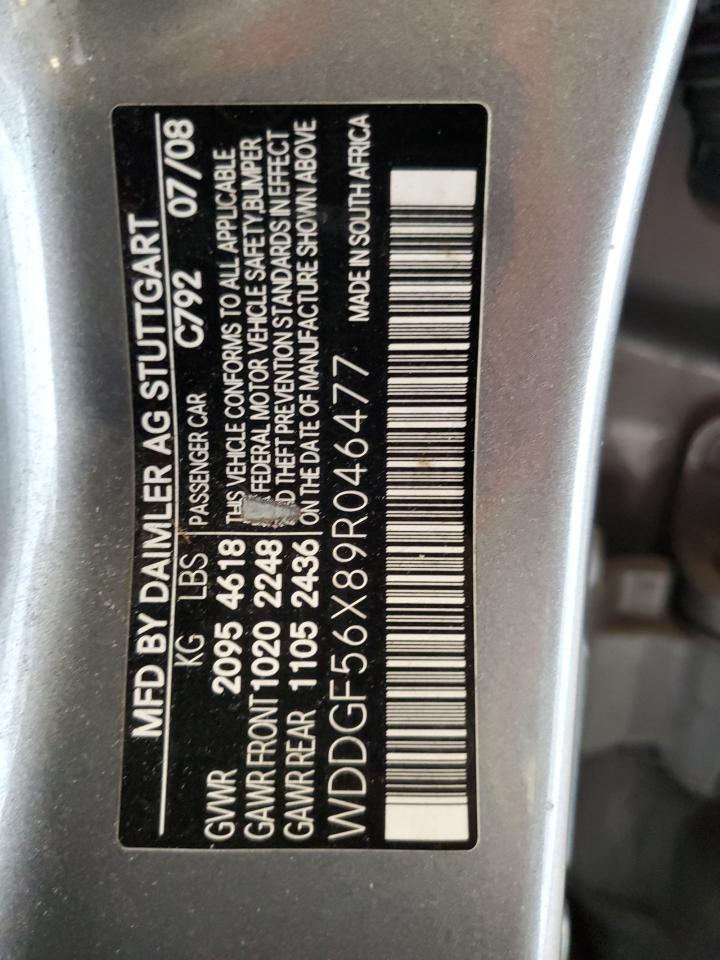 MFD BY DAIMLER AG STUTTGART
KG LBS PASSENGER CAR C792 07/08
GVWR 2095 4618 THIS VEHICLE CONFORMS TO ALL APPLICABLE
GAWR FRONT 1020 2248 FEDERAL MOTOR VEHICLE SAFETY, BUMPER
GAWR REAR 1105 2436 D THEFT PREVENTION STANDARDS IN EFFECT
ON THE DATE OF MANUFACTURE SHOWN ABOVE
WDDGF56X89R046477 MADE IN SOUTH AFRICA